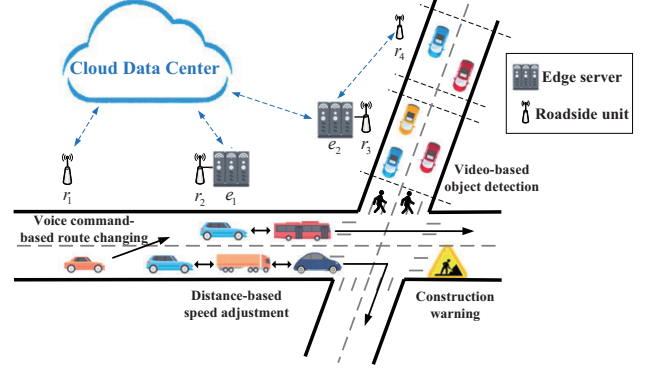 Cloud Data Center
r4
Edge server
Roadside unit
e2
r3
r1
r2
e1
Video-based
object detection
Voice command-
based route changing
Distance-based
speed adjustment
Construction
warning